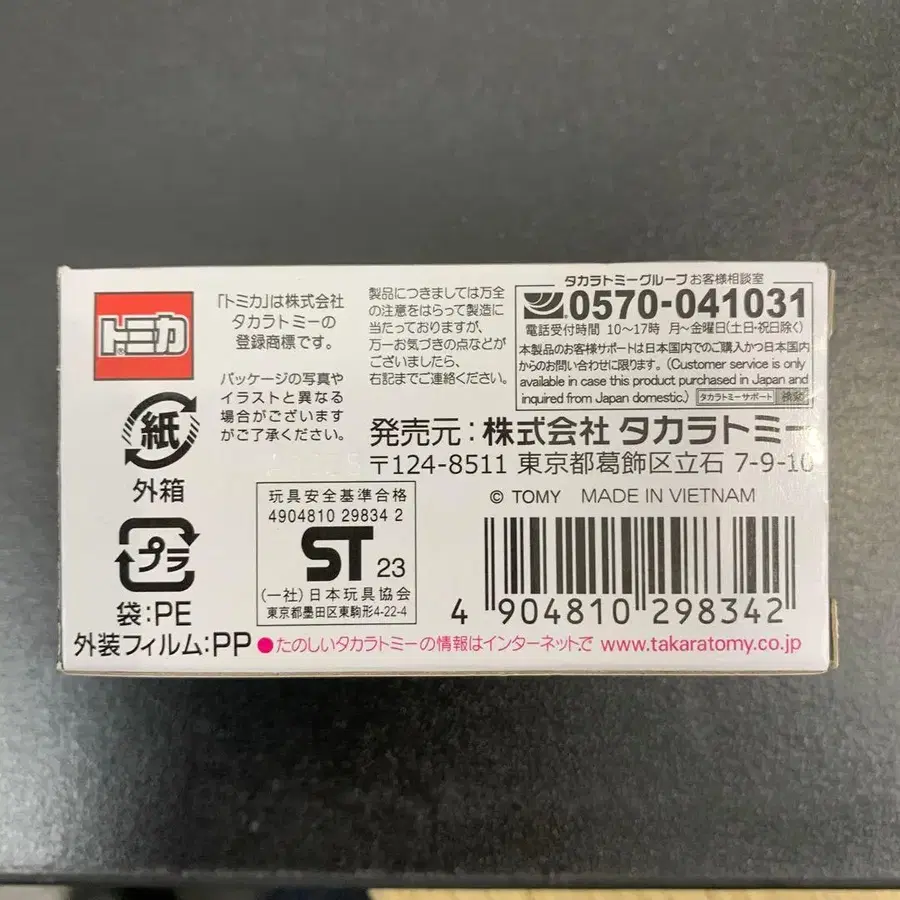 トミカ®
紙
外箱
プラ
袋:PE
外装フィルム:PP
「トミカ」は株式会社
タカラトミーの
登録商標です。
パッケージの写真や
イラストと異なる
場合がございます
がご了承ください。
製品につきましては万全
の注意をはらって製造に
当たっておりますが、
万一お気づきの点などが
ございましたら、
右記までご連絡ください。
タカラトミーグループ お客様相談室
0570-041031
電話受付時間 10〜17時 月〜金曜日(土日・祝日除く)
本製品のお客様サポートは日本国内でのご購入かつ日本国内
からのお問い合わせに限ります。(Customer service is only
available in case this product purchased in Japan and
inquired from Japan domestic.) タカラトミーサポート 検索
発売元:株式会社 タカラトミー
〒124-8511 東京都葛飾区立石 7-9-10
© TOMY MADE IN VIETNAM
玩具安全基準合格
4904810 29834 2
ST 23
(一社)日本玩具協会
東京都墨田区東駒形4-22-4
4 904810 298342
●たのしいタカラトミーの情報はインターネットで www.takaratomy.co.jp